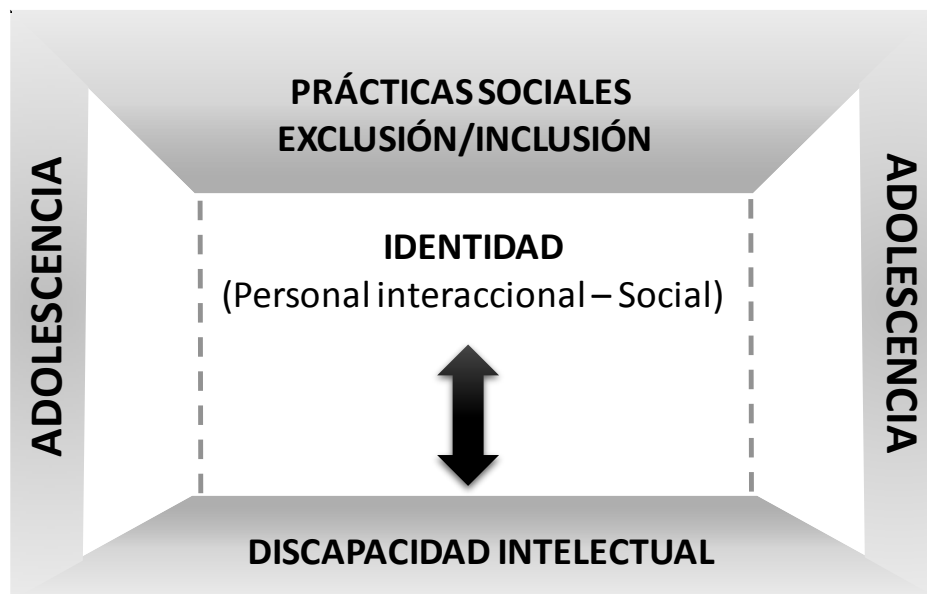 PRÁCTICAS SOCIALES
EXCLUSIÓN/INCLUSIÓN
ADOLESCENCIA
IDENTIDAD
(Personal interaccional – Social)
ADOLESCENCIA
DISCAPACIDAD INTELECTUAL